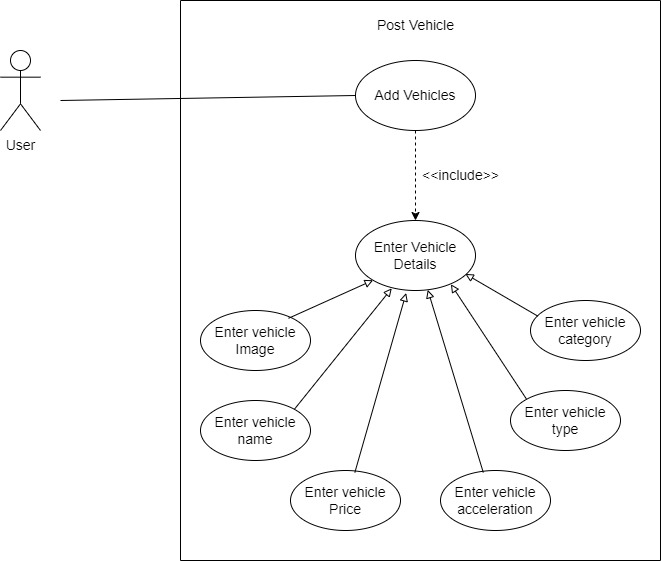 Post Vehicle
Add Vehicles
User
<<include>>
Enter Vehicle
Details
Enter vehicle
Image
Enter vehicle
category
Enter vehicle
name
Enter vehicle
type
Enter vehicle
Price
Enter vehicle
acceleration